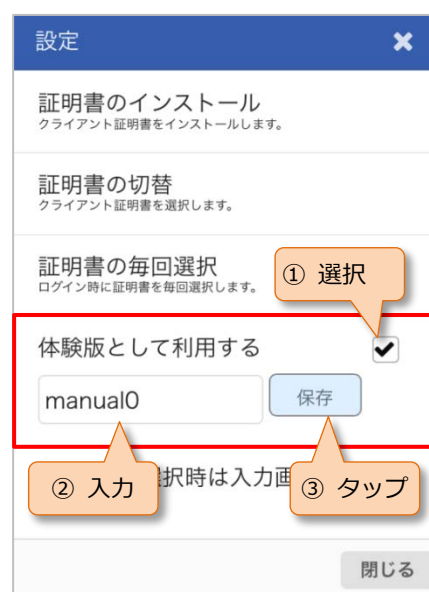 設定
証明書のインストール
クライアント証明書をインストールします。
証明書の切替
クライアント証明書を選択します。
証明書の毎回選択
ログイン時に証明書を毎回選択します。
① 選択
体験版として利用する
manual0
保存
② 入力
択時は入力画
③ タップ
閉じる